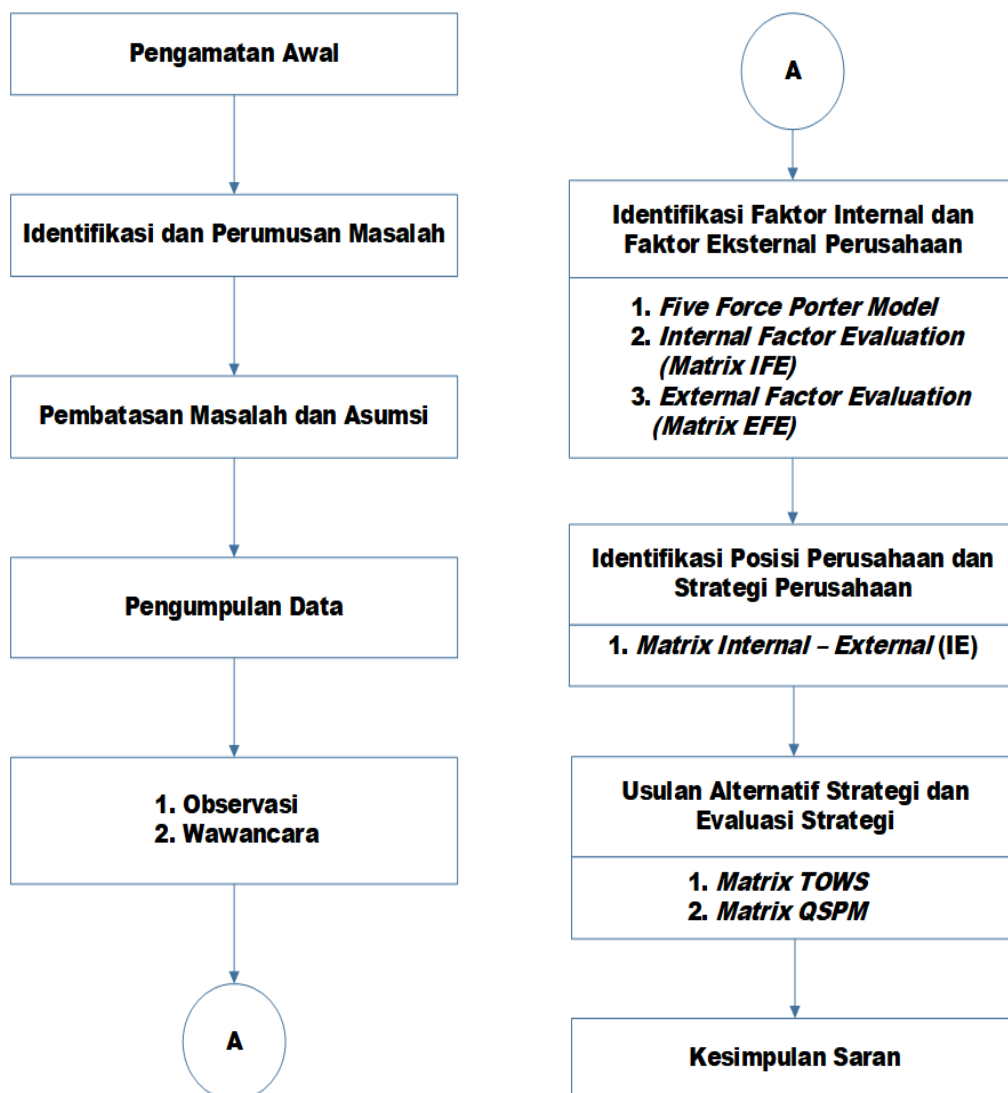 Pengamatan Awal
Identifikasi dan Perumusan Masalah
Pembatasan Masalah dan Asumsi
Pengumpulan Data
1. Observasi
2. Wawancara
A
A
Identifikasi Faktor Internal dan
Faktor Eksternal Perusahaan
1. Five Force Porter Model
2. Internal Factor Evaluation
(Matrix IFE)
3. External Factor Evaluation
(Matrix EFE)
Identifikasi Posisi Perusahaan dan
Strategi Perusahaan
1. Matrix Internal – External (IE)
Usulan Alternatif Strategi dan
Evaluasi Strategi
1. Matrix TOWS
2. Matrix QSPM
Kesimpulan Saran